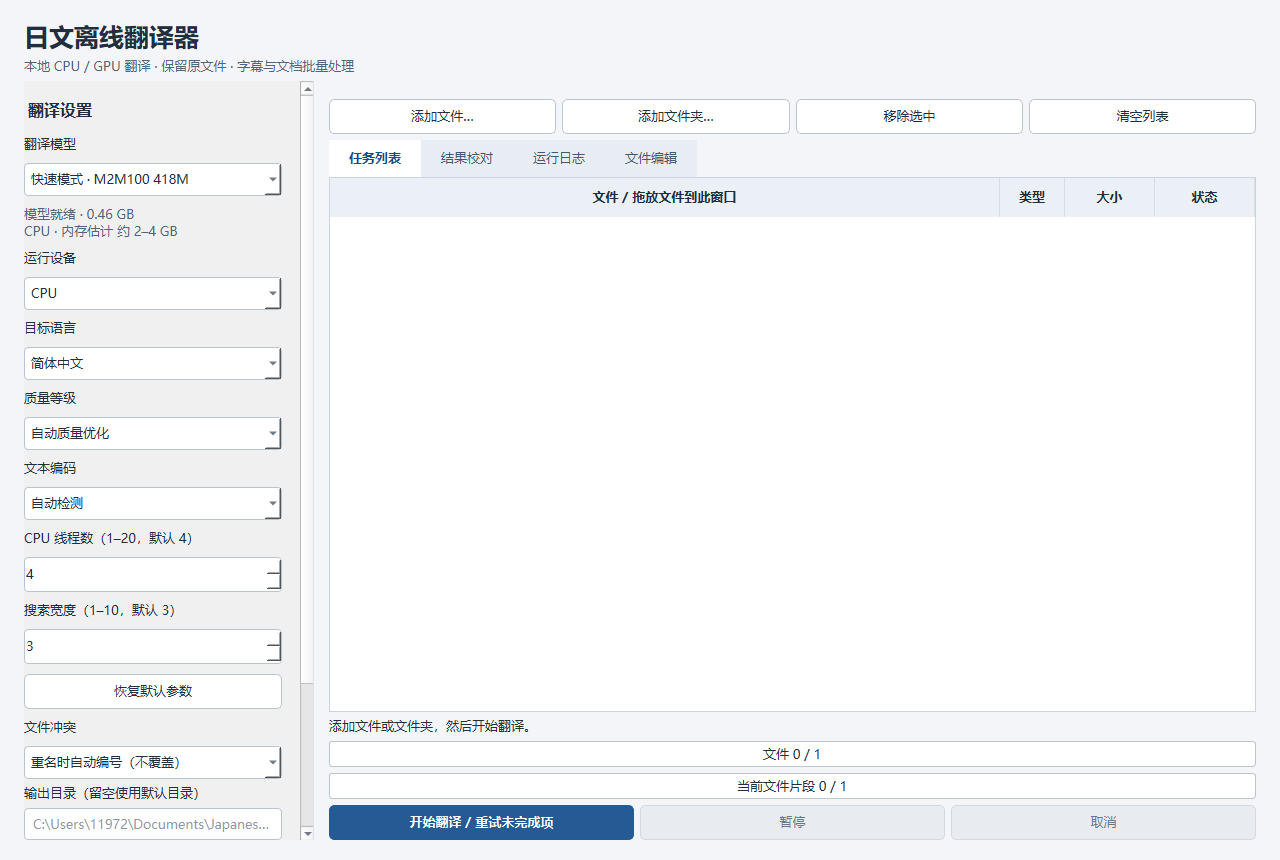 日文离线翻译器
本地 CPU / GPU 翻译 · 保留原文件 · 字幕与文档批量处理
翻译设置
翻译模型
快速模式 · M2M100 418M
模型就绪 · 0.46 GB
CPU · 内存估计 约 2–4 GB
运行设备
CPU
目标语言
简体中文
质量等级
自动质量优化
文本编码
自动检测
CPU 线程数（1–20，默认 4）
4
搜索宽度（1–10，默认 3）
3
恢复默认参数
文件冲突
重名时自动编号（不覆盖）
输出目录（留空使用默认目录）
C:\Users\11972\Documents\Japanes...
添加文件... 添加文件夹... 移除选中 清空列表
任务列表 结果校对 运行日志 文件编辑
文件 / 拖放文件到此窗口 类型 大小 状态
添加文件或文件夹，然后开始翻译。
文件 0 / 1
当前文件片段 0 / 1
开始翻译 / 重试未完成项 暂停 取消